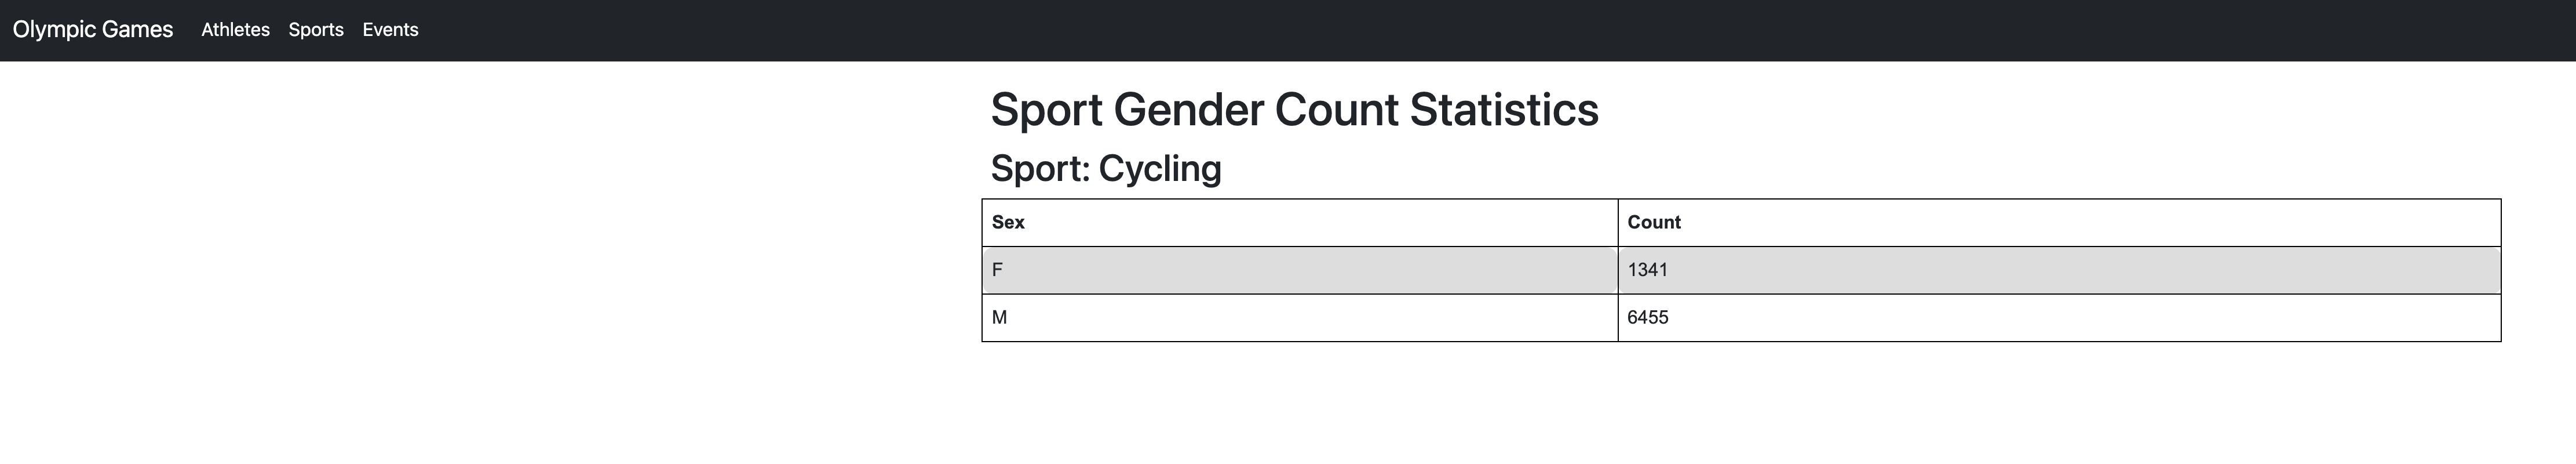 Olympic Games Athletes Sports Events
Sport Gender Count Statistics
Sport: Cycling
Sex Count
F 1341
M 6455